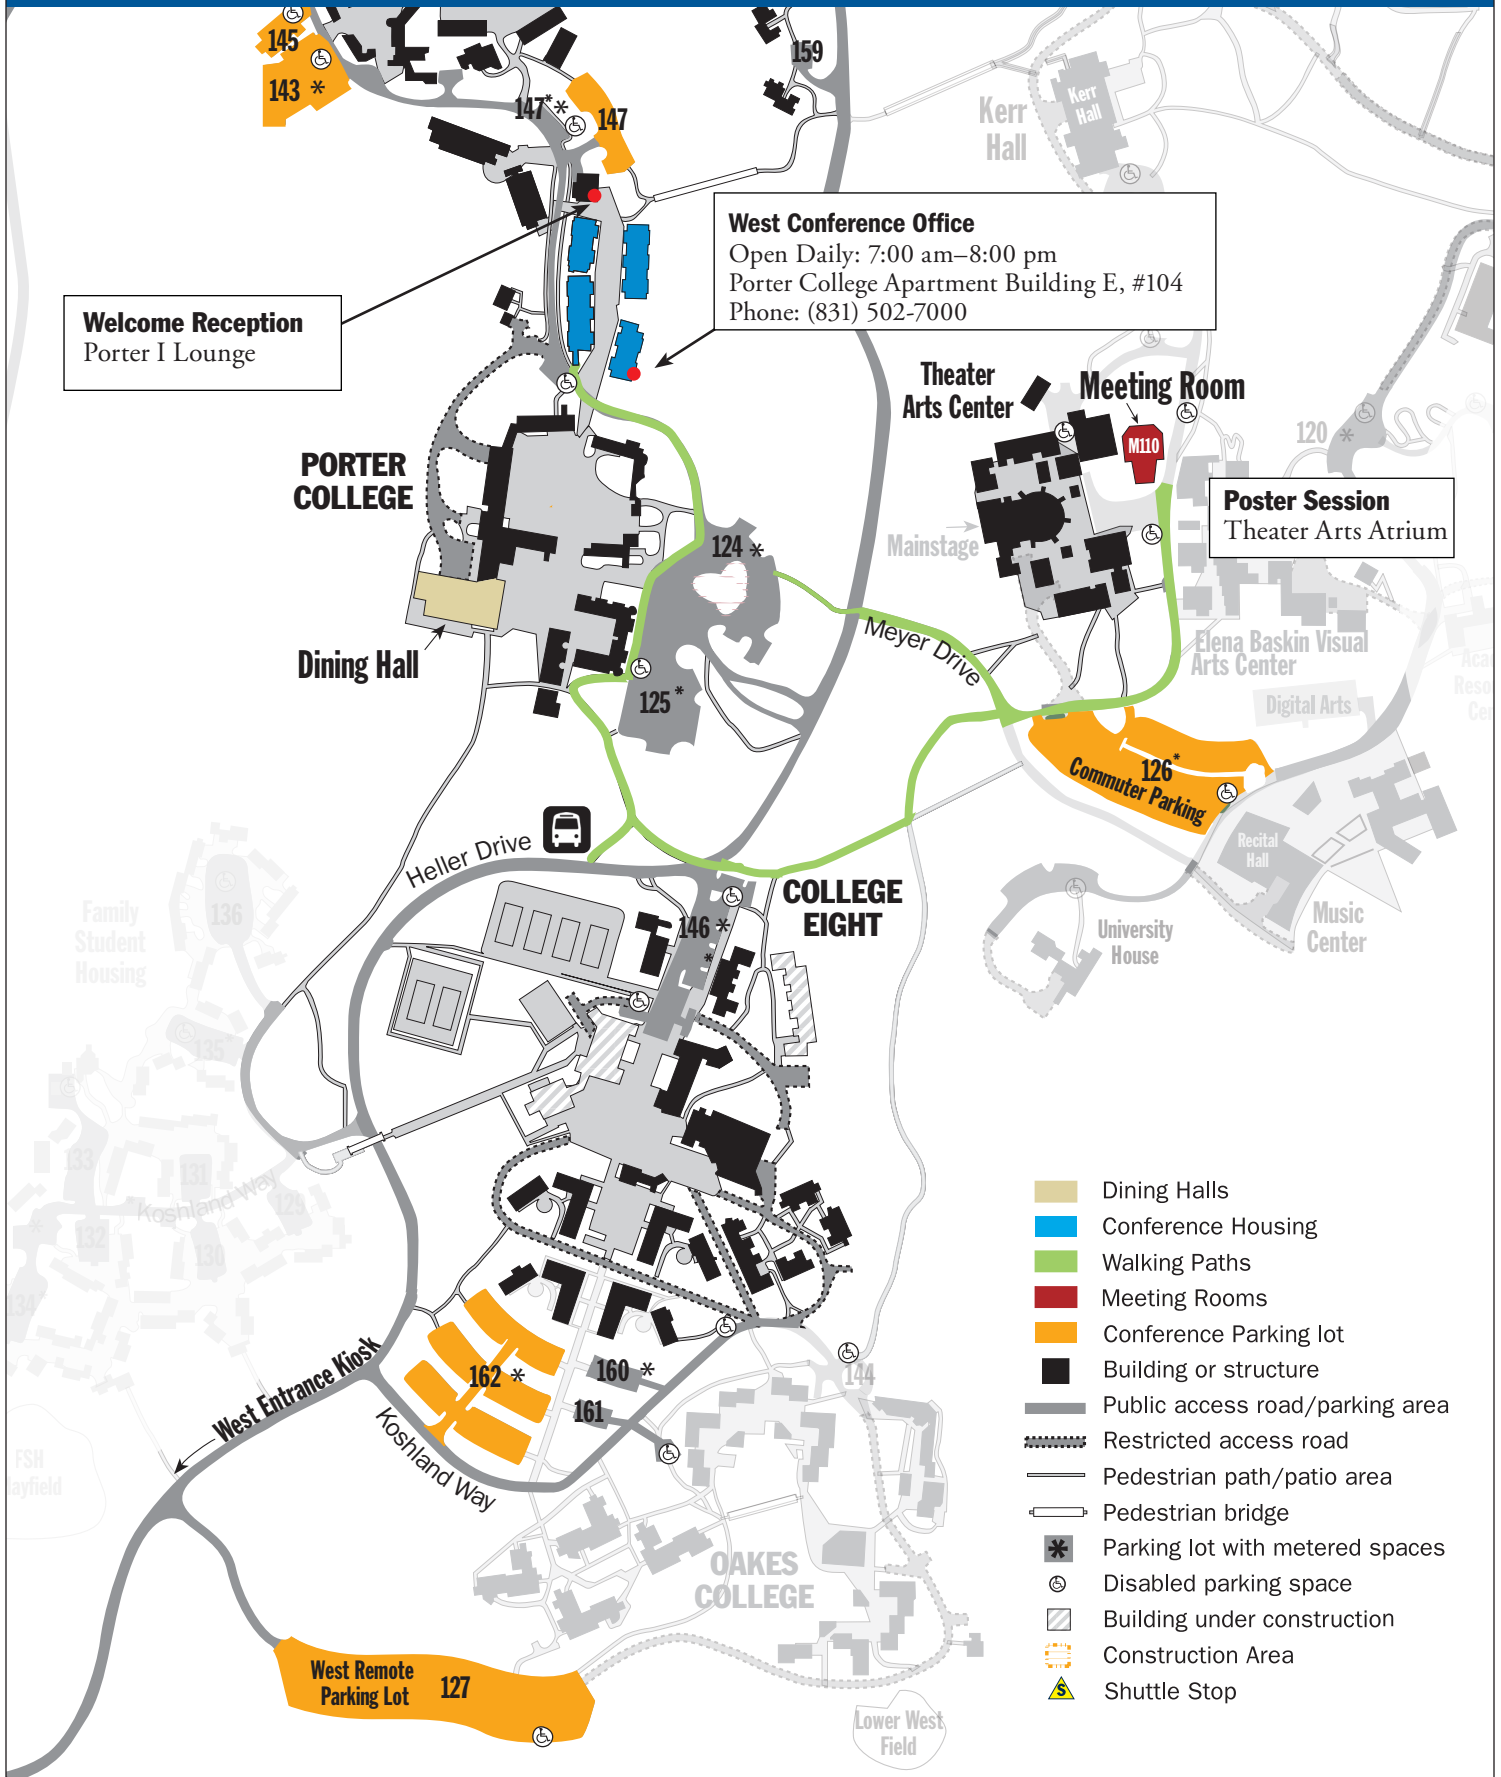 145
143 *
147 * *
147
159
Kerr
Hall
Kerr
Hall
West Conference Office
Open Daily: 7:00 am–8:00 pm
Porter College Apartment Building E, #104
Phone: (831) 502-7000
Welcome Reception
Porter I Lounge
Theater
Arts Center
Meeting Room
M110
120 *
PORTER
COLLEGE
Poster Session
Theater Arts Atrium
Mainstage
124 *
Meyer Drive
Elena Baskin Visual
Arts Center
Dining Hall
125 *
Digital Arts
126 *
Commuter Parking
Heller Drive
Recital
Hall
COLLEGE
EIGHT
Family
Student
Housing
136
146 *
*
University
House
Music
Center
135 *
133
131
Koshland Way
129
132
130
134
*
Dining Halls
Conference Housing
Walking Paths
Meeting Rooms
Conference Parking lot
Building or structure
Public access road/parking area
Restricted access road
Pedestrian path/patio area
Pedestrian bridge
* Parking lot with metered spaces
Disabled parking space
Building under construction
Construction Area
S Shuttle Stop
West Entrance Kiosk
162 *
160 *
161
144
Koshland Way
FSH
OAKES
COLLEGE
West Remote
Parking Lot
127
Lower West
Field